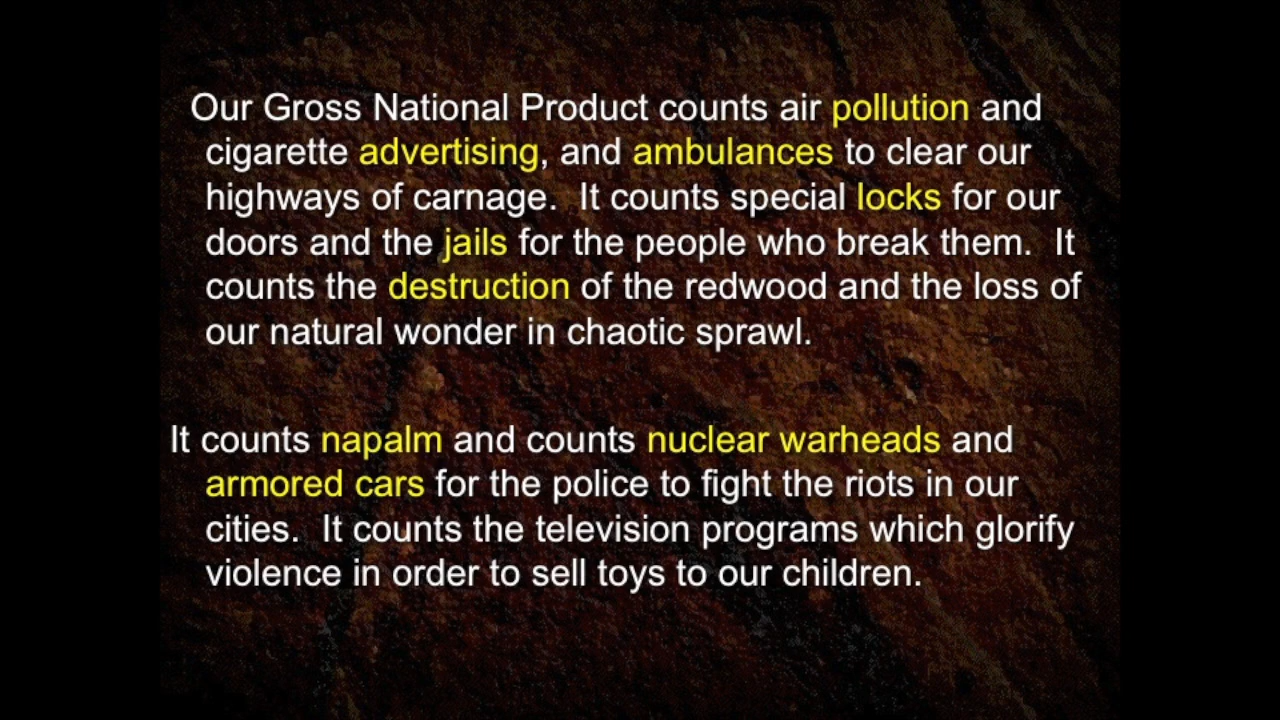 Our Gross National Product counts air pollution and
cigarette advertising, and ambulances to clear our
highways of carnage.  It counts special locks for our
doors and the jails for the people who break them.  It
counts the destruction of the redwood and the loss of
our natural wonder in chaotic sprawl.
It counts napalm and counts nuclear warheads and
armored cars for the police to fight the riots in our
cities.  It counts the television programs which glorify
violence in order to sell toys to our children.